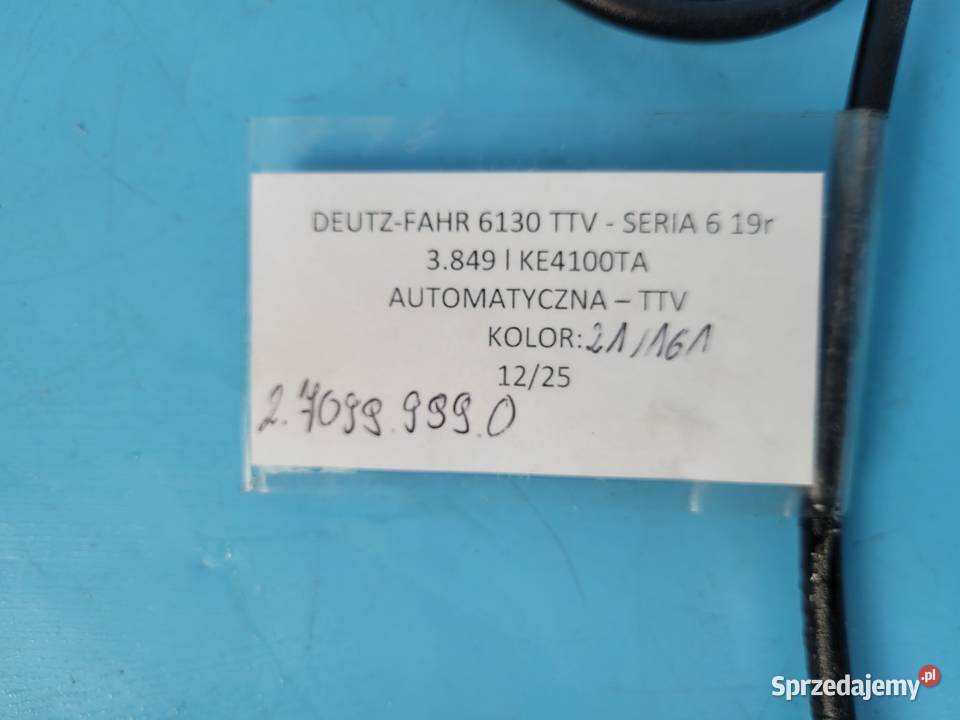 DEUTZ-FAHR 6130 TTV - SERIA 6 19r
3.849 l KE4100TA
AUTOMATYCZNA – TTV
KOLOR: 21/161
12/25
2.7099.999.0
Sprzedajemy.pl